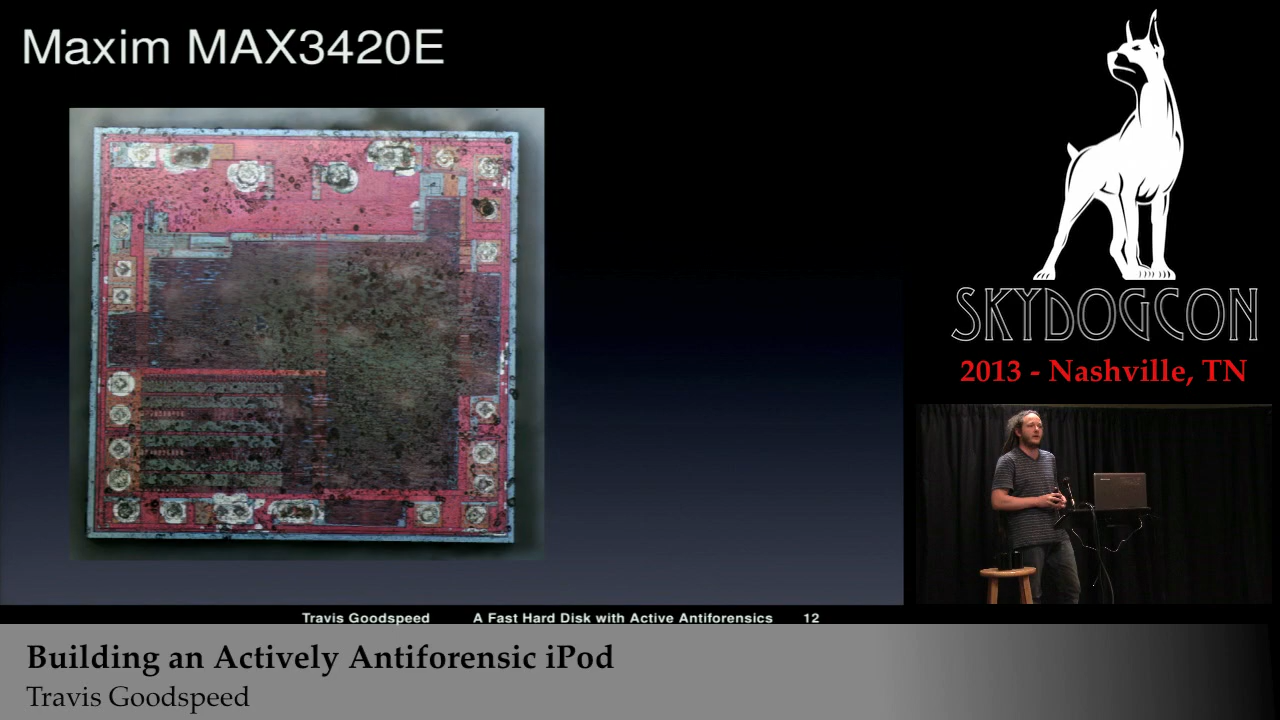 Maxim MAX3420E
SKYDOGCON
2013 - Nashville, TN
Travis Goodspeed A Fast Hard Disk with Active Antiforensics 12
Building an Actively Antiforensic iPod
Travis Goodspeed